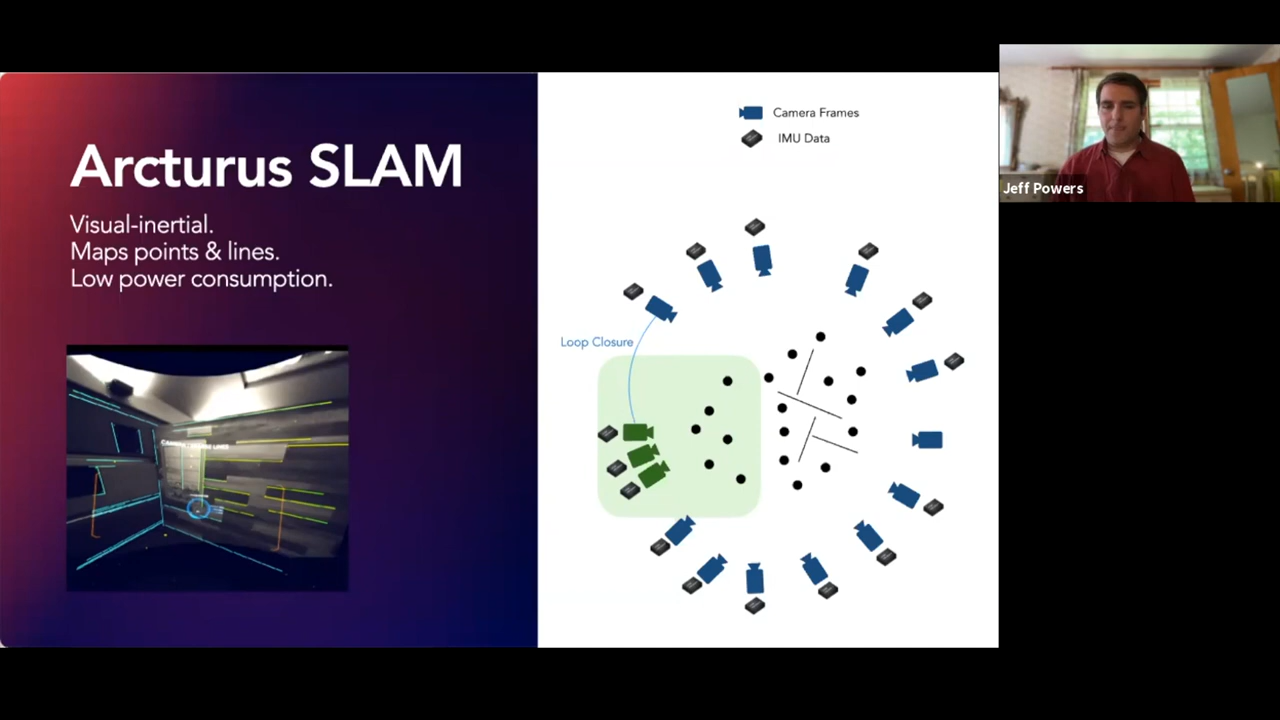 Arcturus SLAM
Visual-inertial.
Maps points & lines.
Low power consumption.
Camera Frames
IMU Data
Loop Closure
Jeff Powers